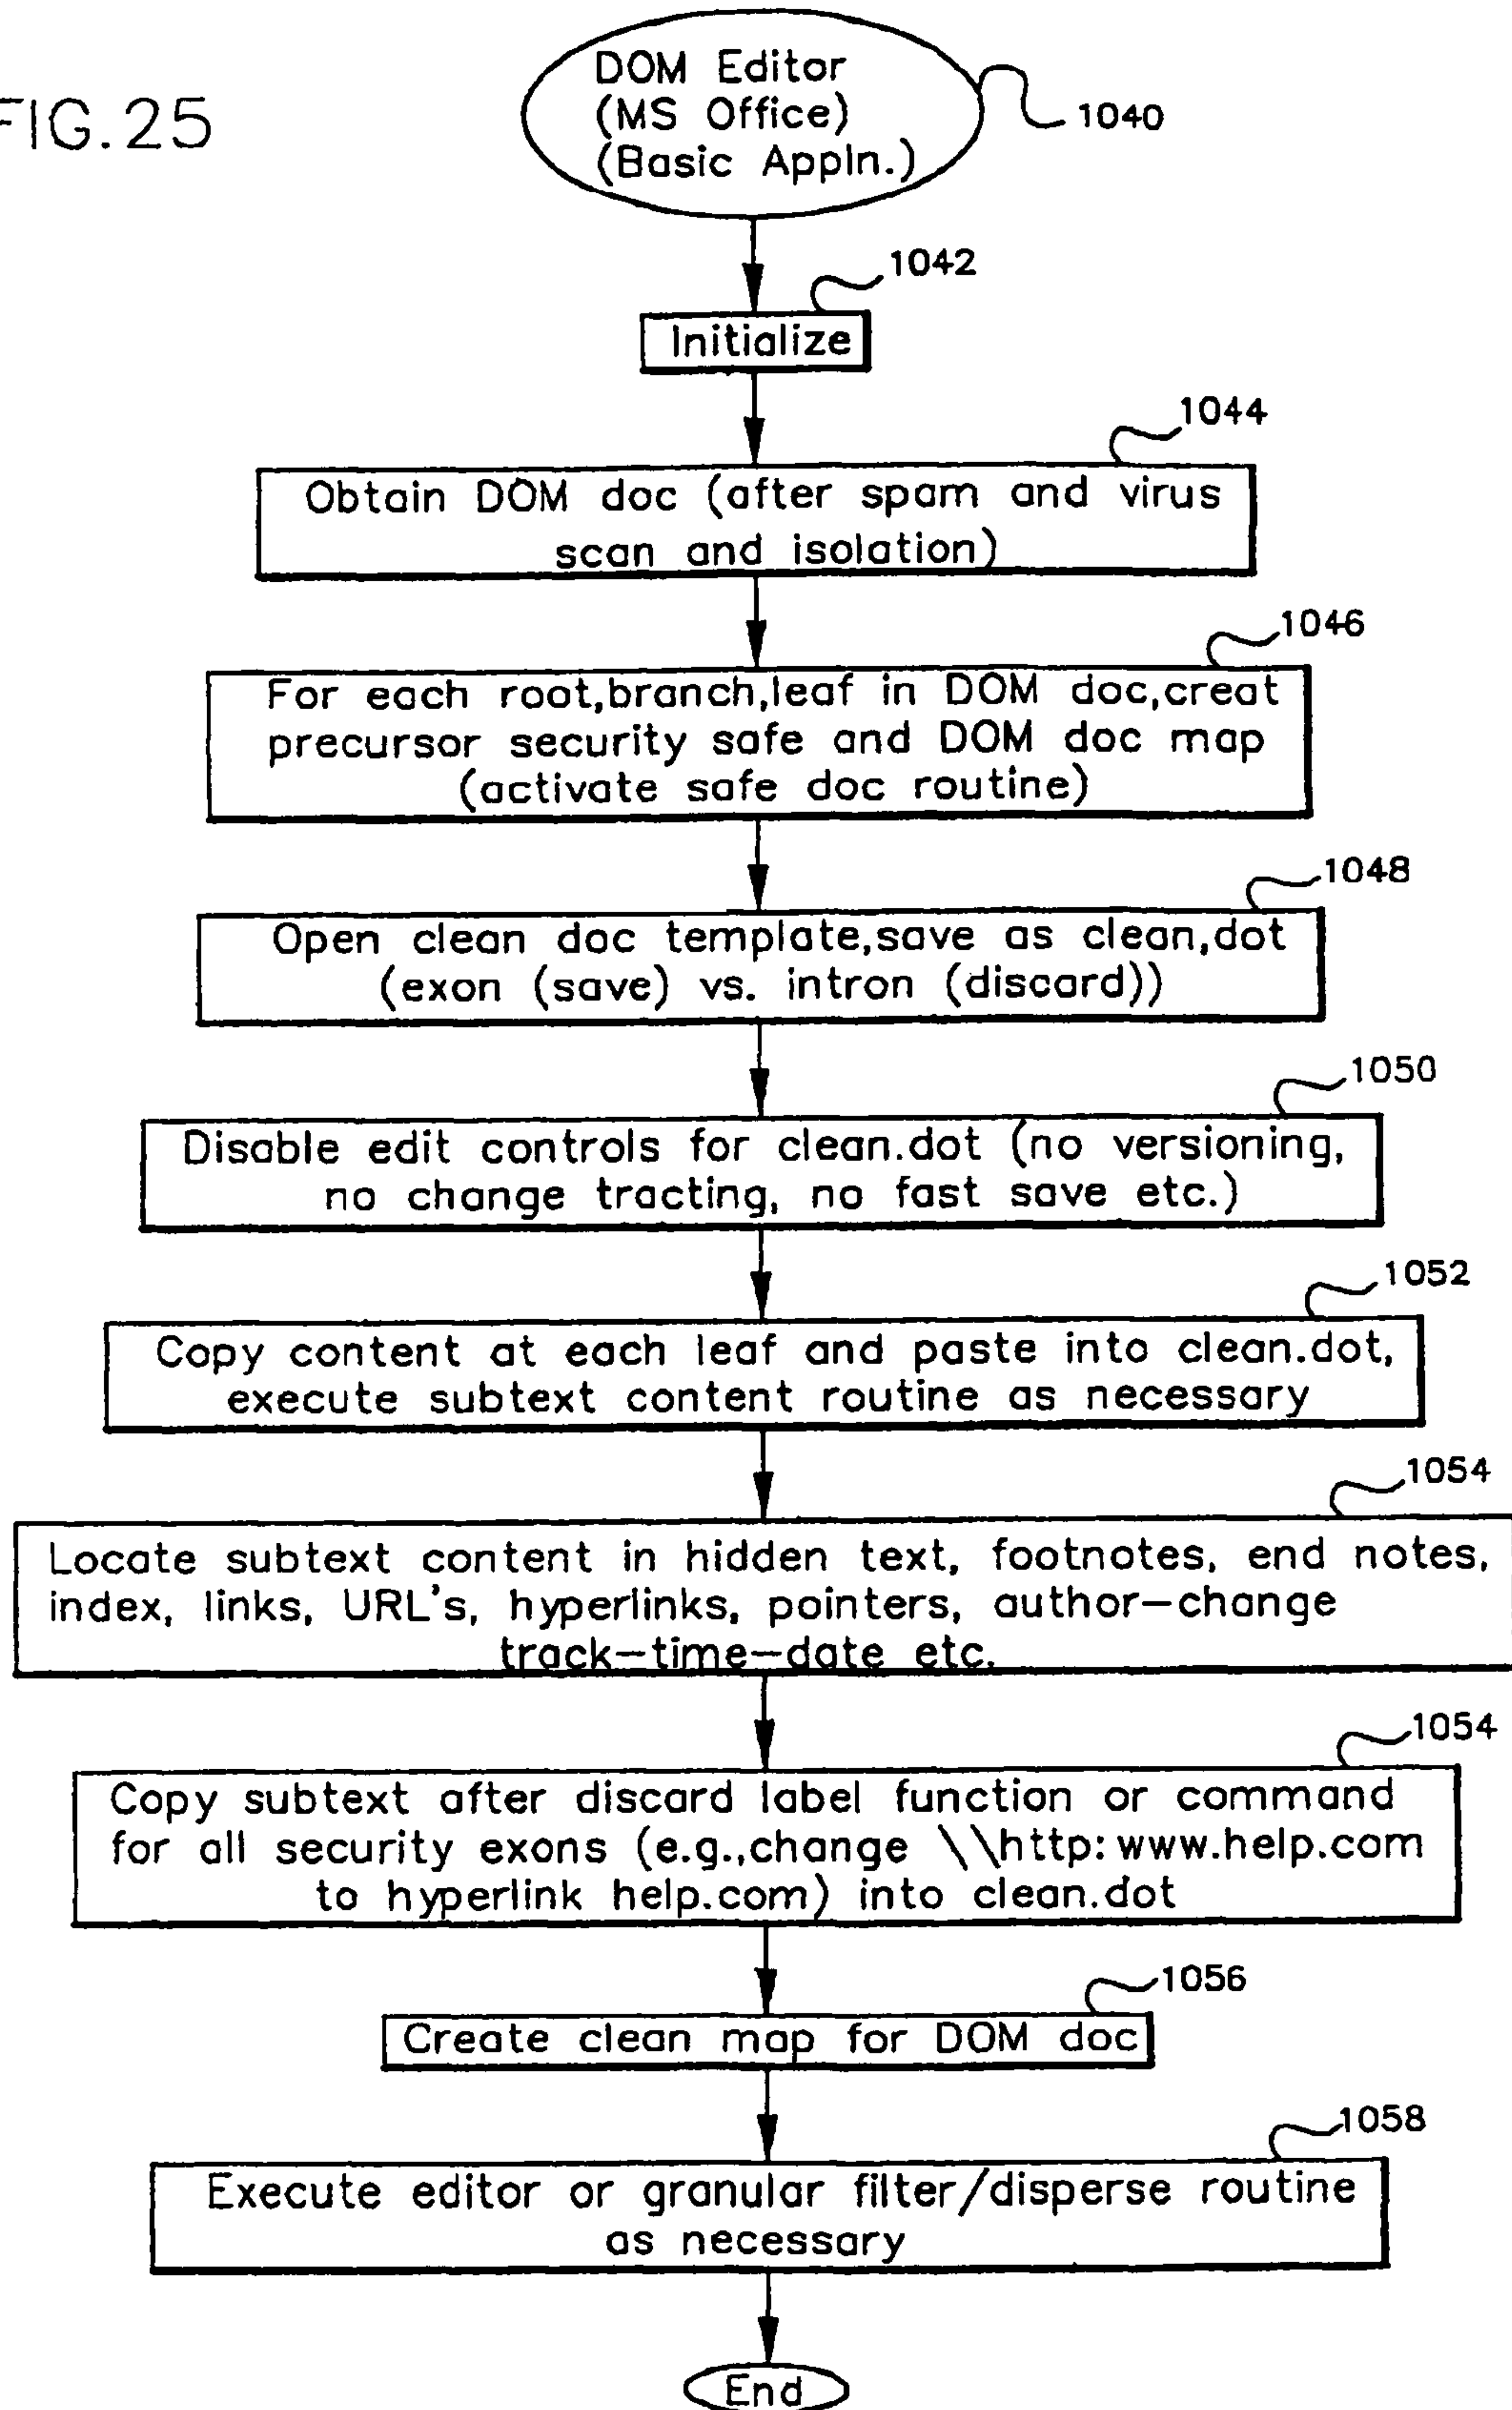 FIG.25
DOM Editor
(MS Office)
(Basic Appln.)
1040
1042
Initialize
1044
Obtain DOM doc (after spam and virus
scan and isolation)
1046
For each root,branch,leaf in DOM doc,creat
precursor security safe and DOM doc map
(activate safe doc routine)
1048
Open clean doc template,save as clean,dot
(exon (save) vs. intron (discard))
1050
Disable edit controls for clean.dot (no versioning,
no change tracting, no fast save etc.)
1052
Copy content at each leaf and paste into clean.dot,
execute subtext content routine as necessary
1054
Locate subtext content in hidden text, footnotes, end notes,
index, links, URL's, hyperlinks, pointers, author-change
track-time-date etc.
1054
Copy subtext after discard label function or command
for all security exons (e.g.,change \\http: www.help.com
to hyperlink help.com) into clean.dot
1056
Create clean map for DOM doc
1058
Execute editor or granular filter/disperse routine
as necessary
End